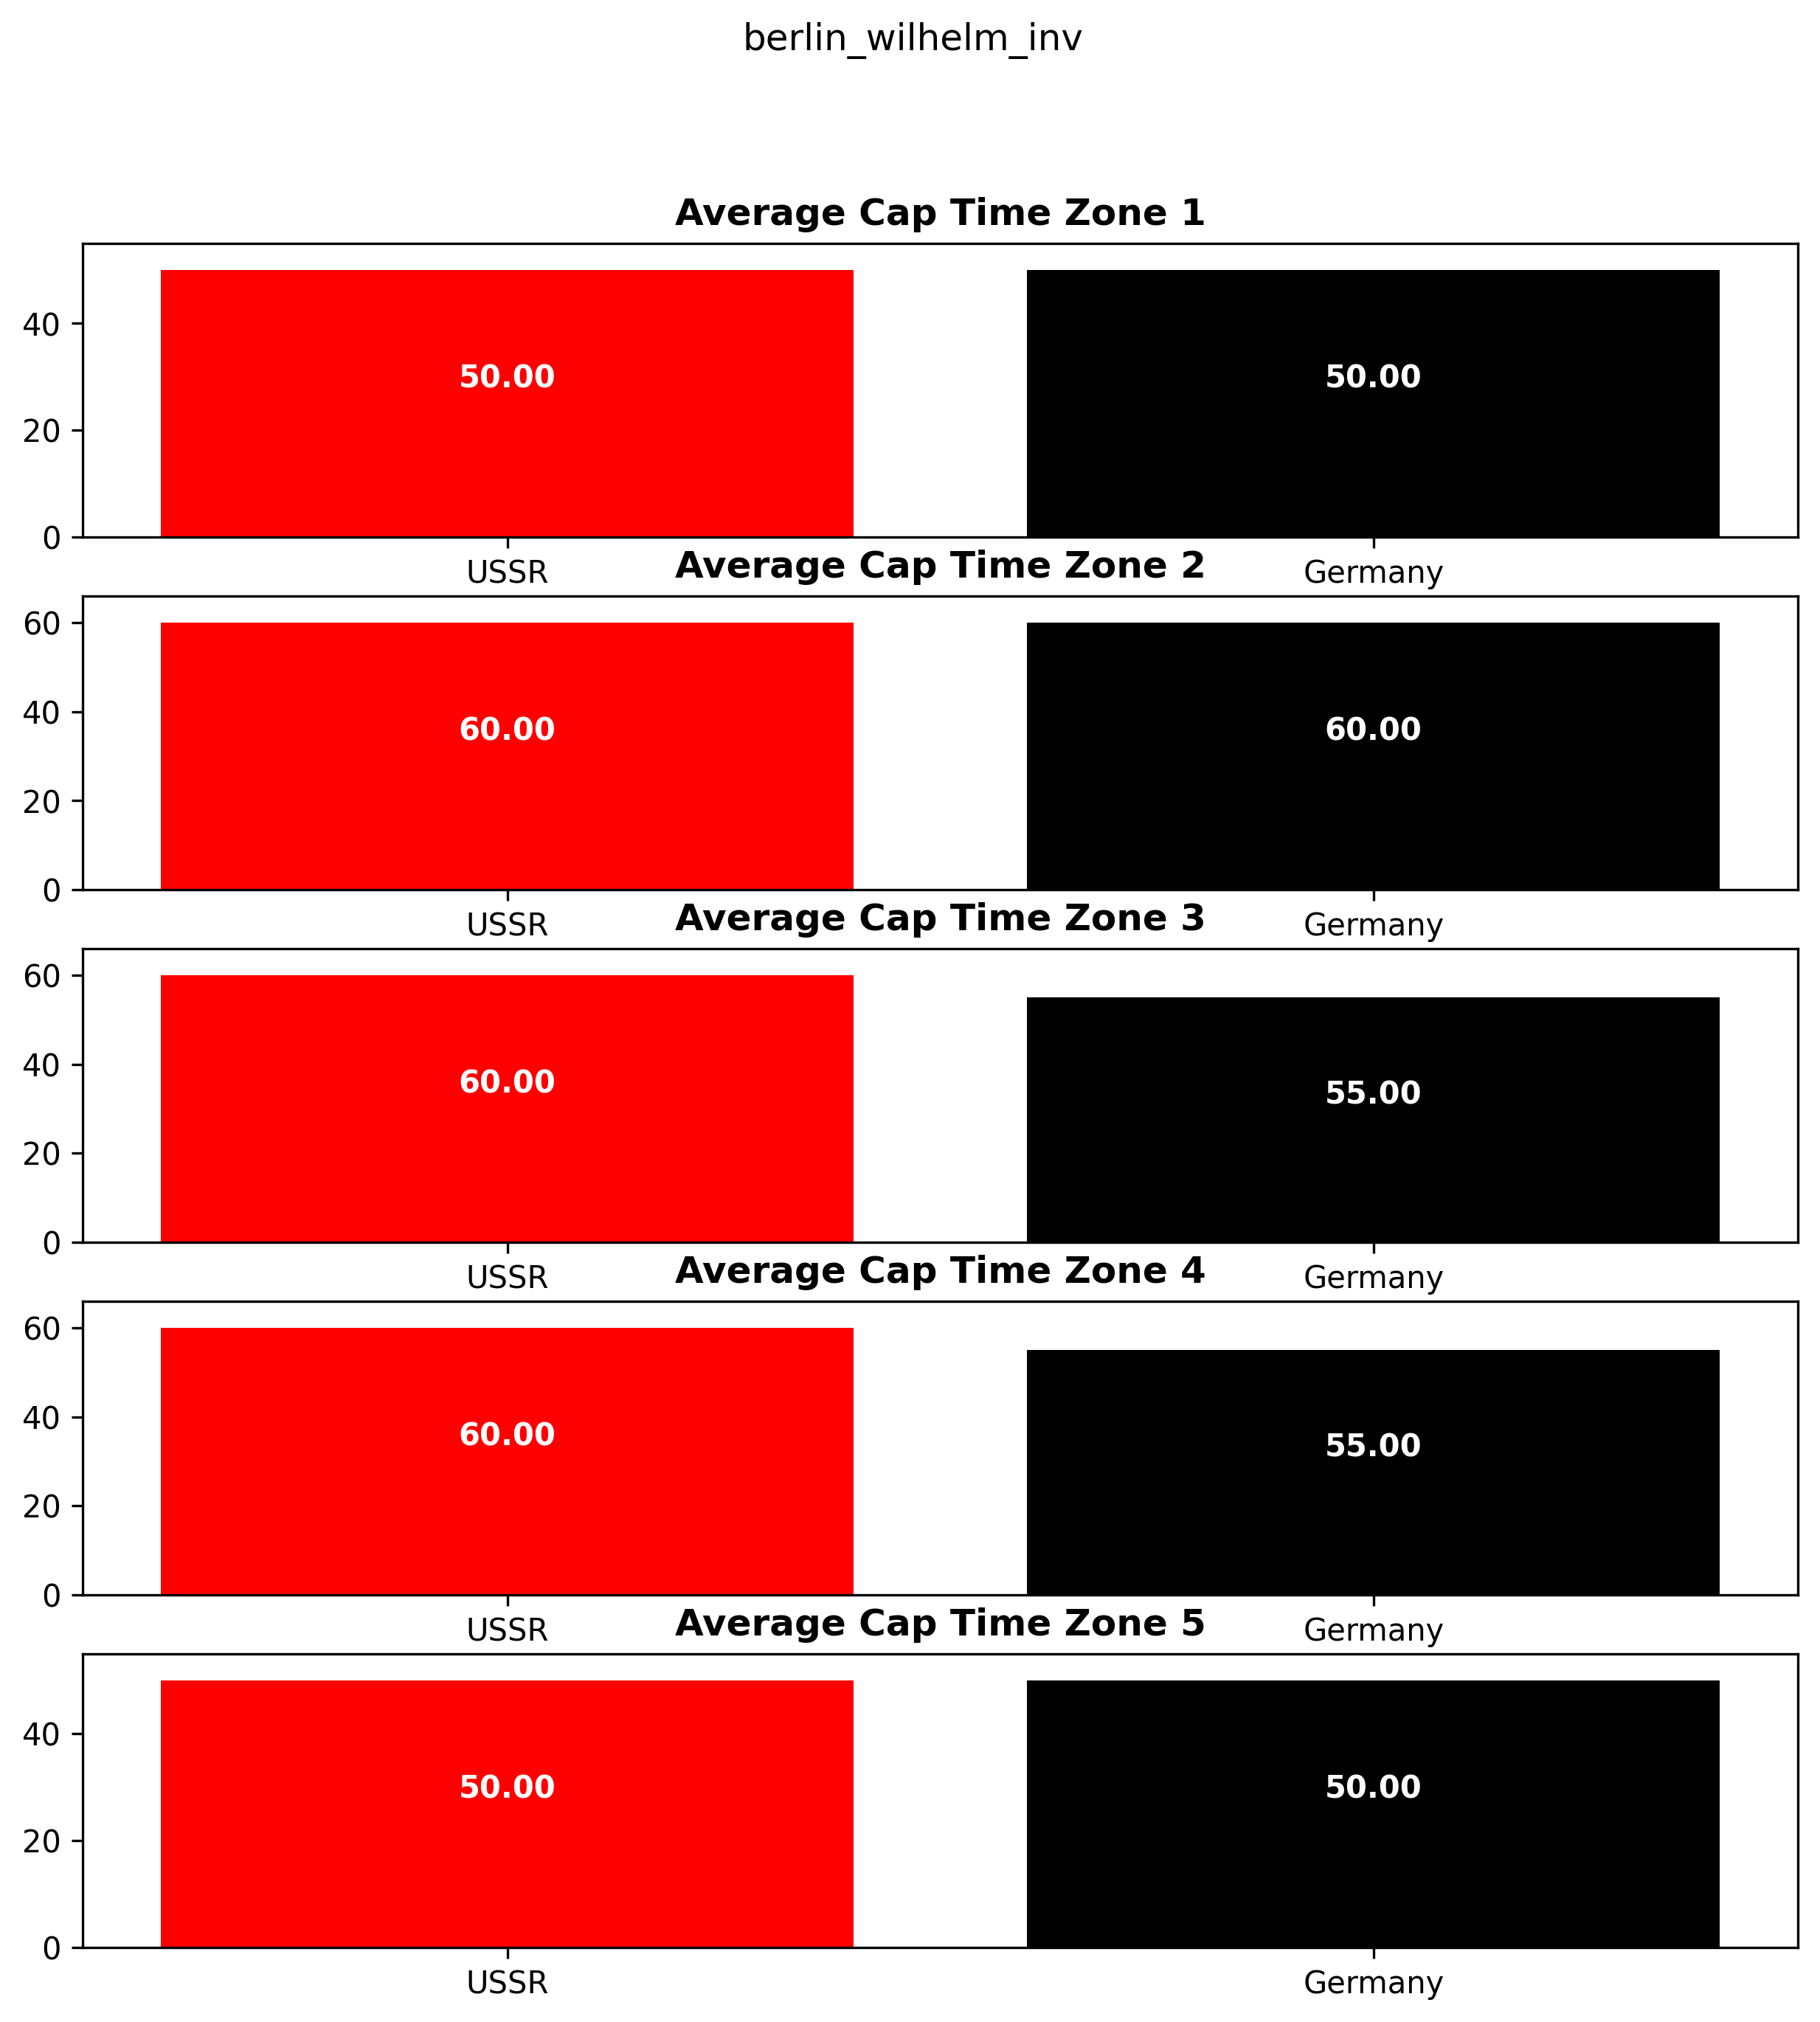 berlin_wilhelm_inv
Average Cap Time Zone 1
40
20
0
50.00 50.00
USSR Germany
Average Cap Time Zone 2
60
40
20
0
60.00 60.00
USSR Germany
Average Cap Time Zone 3
60
40
20
0
60.00 55.00
USSR Germany
Average Cap Time Zone 4
60
40
20
0
60.00 55.00
USSR Germany
Average Cap Time Zone 5
40
20
0
50.00 50.00
USSR Germany